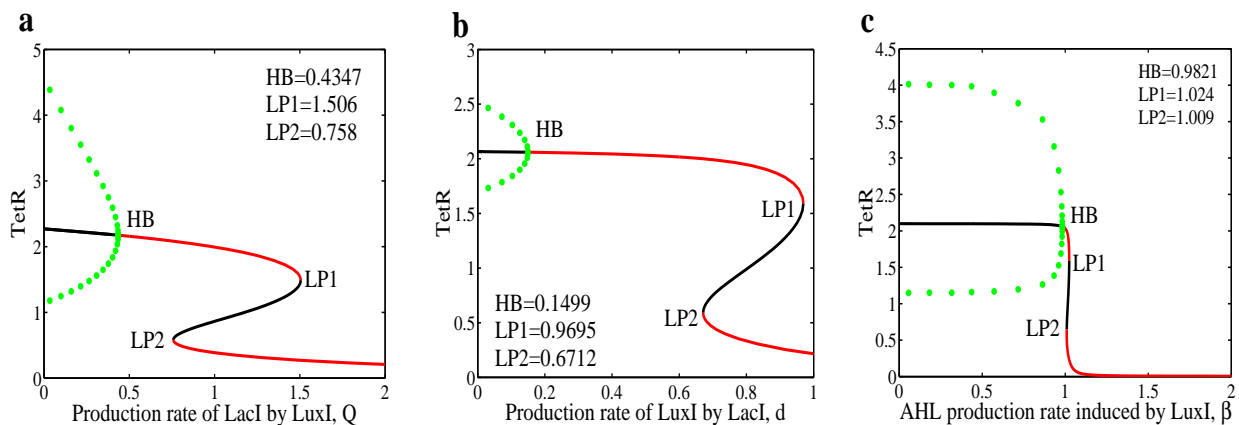 a
5
4
3
2
1
0
TetR
HB=0.4347
LP1=1.506
LP2=0.758
HB
LP1
LP2
0 0.5 1 1.5 2
Production rate of LacI by LuxI, Q
b
3
2.5
2
1.5
1
0.5
0
TetR
HB
LP1
LP2
HB=0.1499
LP1=0.9695
LP2=0.6712
0 0.2 0.4 0.6 0.8 1
Production rate of LuxI by LacI, d
c
4.5
4
3.5
3
2.5
2
1.5
1
0.5
0
TetR
HB=0.9821
LP1=1.024
LP2=1.009
HB
LP1
LP2
0 0.5 1 1.5 2
AHL production rate induced by LuxI, β